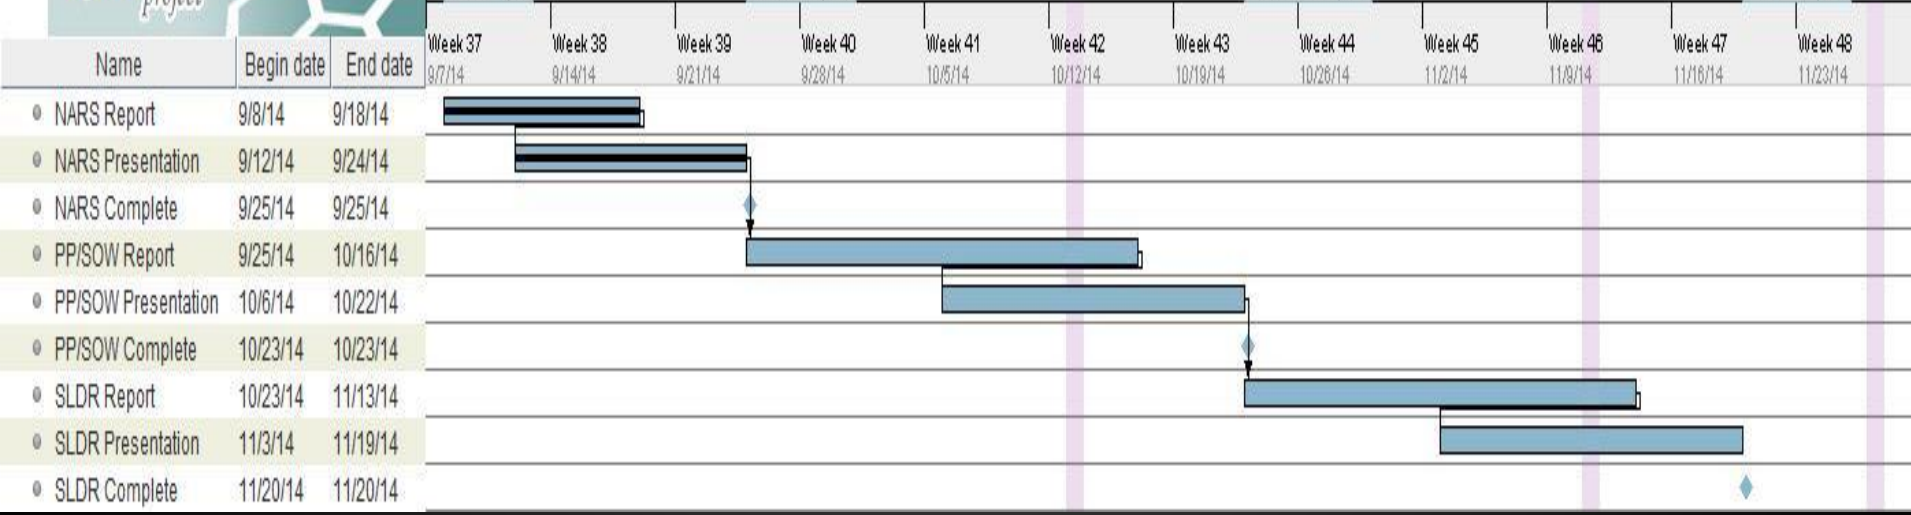 project
Week 37 Week 38 Week 39 Week 40 Week 41 Week 42 Week 43 Week 44 Week 45 Week 46 Week 47 Week 48
Name Begin date End date
9/7/14 9/14/14 9/21/14 9/28/14 10/5/14 10/12/14 10/19/14 10/26/14 11/2/14 11/9/14 11/16/14 11/23/14
NARS Report 9/8/14 9/18/14
NARS Presentation 9/12/14 9/24/14
NARS Complete 9/25/14 9/25/14
PP/SOW Report 9/25/14 10/16/14
PP/SOW Presentation 10/6/14 10/22/14
PP/SOW Complete 10/23/14 10/23/14
SLDR Report 10/23/14 11/13/14
SLDR Presentation 11/3/14 11/19/14
SLDR Complete 11/20/14 11/20/14